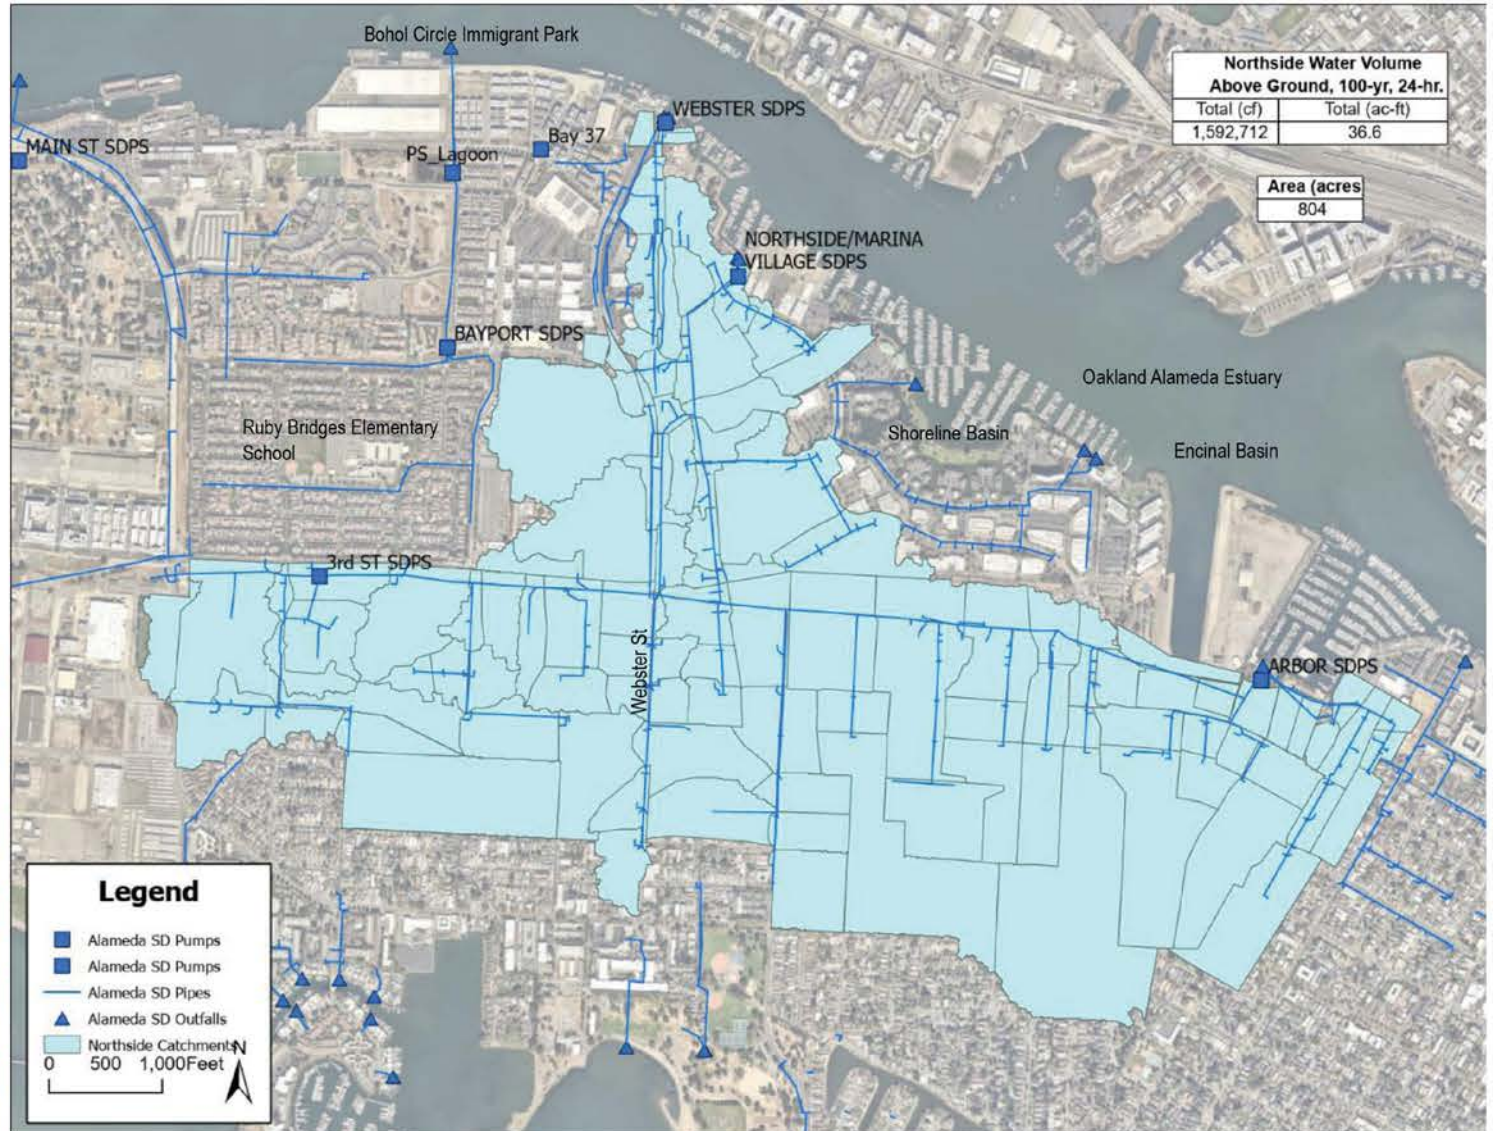 Bohol Circle Immigrant Park
Northside Water Volume
Above Ground, 100-yr, 24-hr.
Total (cf) Total (ac-ft)
1,592,712 36.6
WEBSTER SDPS
MAIN ST SDPS
Bay 37
PS_Lagoon
Area (acres
804
NORTHSIDE/MARINA
VILLAGE SDPS
BAYPORT SDPS
Oakland Alameda Estuary
Ruby Bridges Elementary
School
Shoreline Basin
Encinal Basin
3rd ST SDPS
Webster St
ARBOR SDPS
Legend
Alameda SD Pumps
Alameda SD Pumps
Alameda SD Pipes
Alameda SD Outfalls
Northside Catchments
N
0 500 1,000Feet